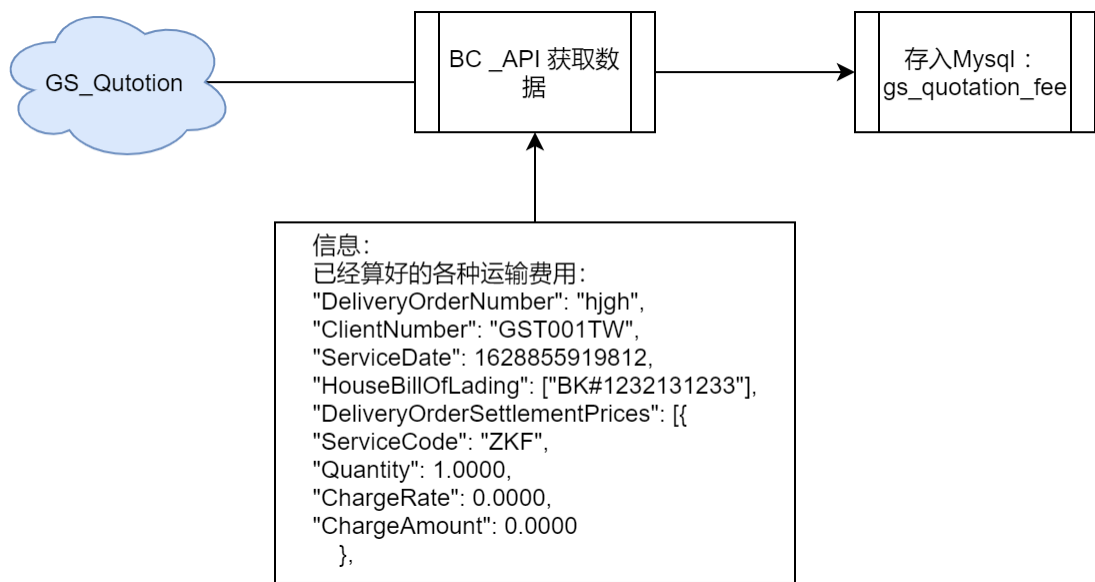 GS_Qutotion
BC _API 获取数
据
存入Mysql：
gs_quotation_fee
信息：
已经算好的各种运输费用：
"DeliveryOrderNumber": "hjgh",
"ClientNumber": "GST001TW",
"ServiceDate": 1628855919812,
"HouseBillOfLading": ["BK#1232131233"],
"DeliveryOrderSettlementPrices": [{
"ServiceCode": "ZKF",
"Quantity": 1.0000,
"ChargeRate": 0.0000,
"ChargeAmount": 0.0000
},